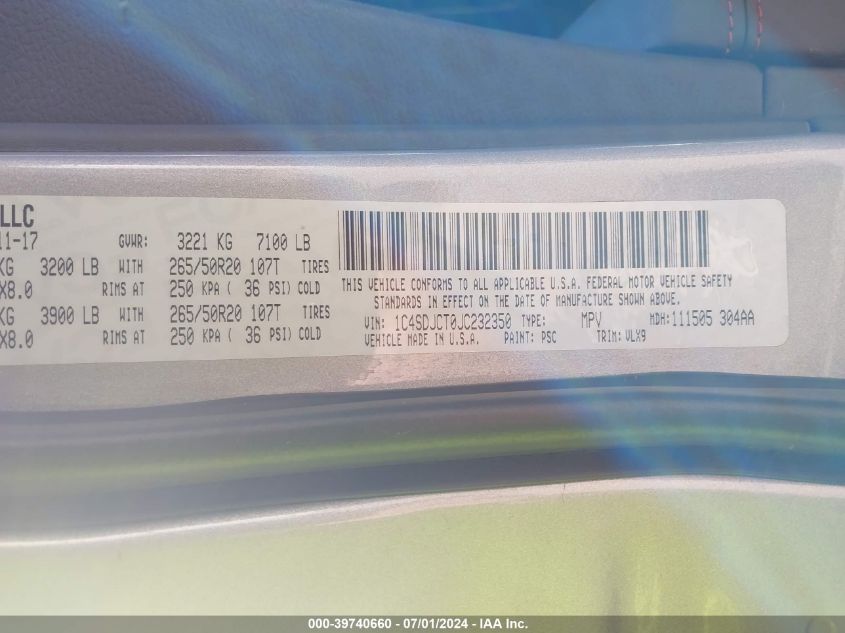 LLC
11-17 GVWR: 3221 KG 7100 LB
KG 3200 LB WITH 265/50R20 107T TIRES
X8.0 RIMS AT 250 KPA ( 36 PSI) COLD
KG 3900 LB WITH 265/50R20 107T TIRES
X8.0 RIMS AT 250 KPA ( 36 PSI) COLD
THIS VEHICLE CONFORMS TO ALL APPLICABLE U.S.A. FEDERAL MOTOR VEHICLE SAFETY
STANDARDS IN EFFECT ON THE DATE OF MANUFACTURE SHOWN ABOVE.
VIN: 1C4SDJCT0JC232350 TYPE: MPV MDH:111505 304AA
VEHICLE MADE IN U.S.A. PAINT: PSC TRIM: VLX9
000-39740660 - 07/01/2024 - IAA Inc.